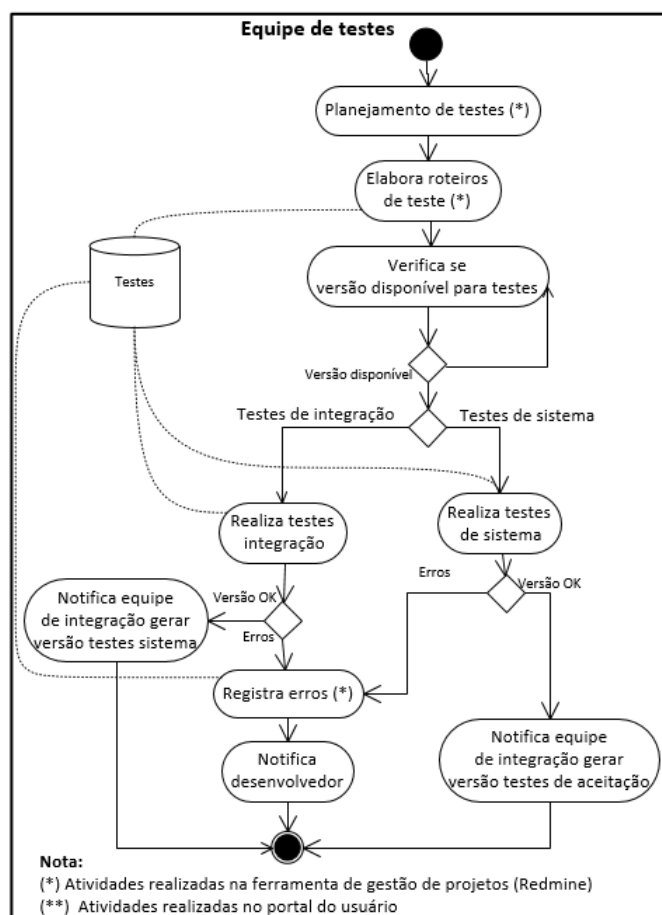 Equipe de testes
Planejamento de testes (*)
Elabora roteiros
de teste (*)
Testes
Verifica se
versão disponível para testes
Versão disponível
Testes de integração
Testes de sistema
Realiza testes
integração
Realiza testes
de sistema
Erros
Versão OK
Versão OK
Erros
Notifica equipe
de integração gerar
versão testes sistema
Registra erros (*)
Notifica
desenvolvedor
Notifica equipe
de integração gerar
versão testes de aceitação
Nota:
(*) Atividades realizadas na ferramenta de gestão de projetos (Redmine)
(**) Atividades realizadas no portal do usuário